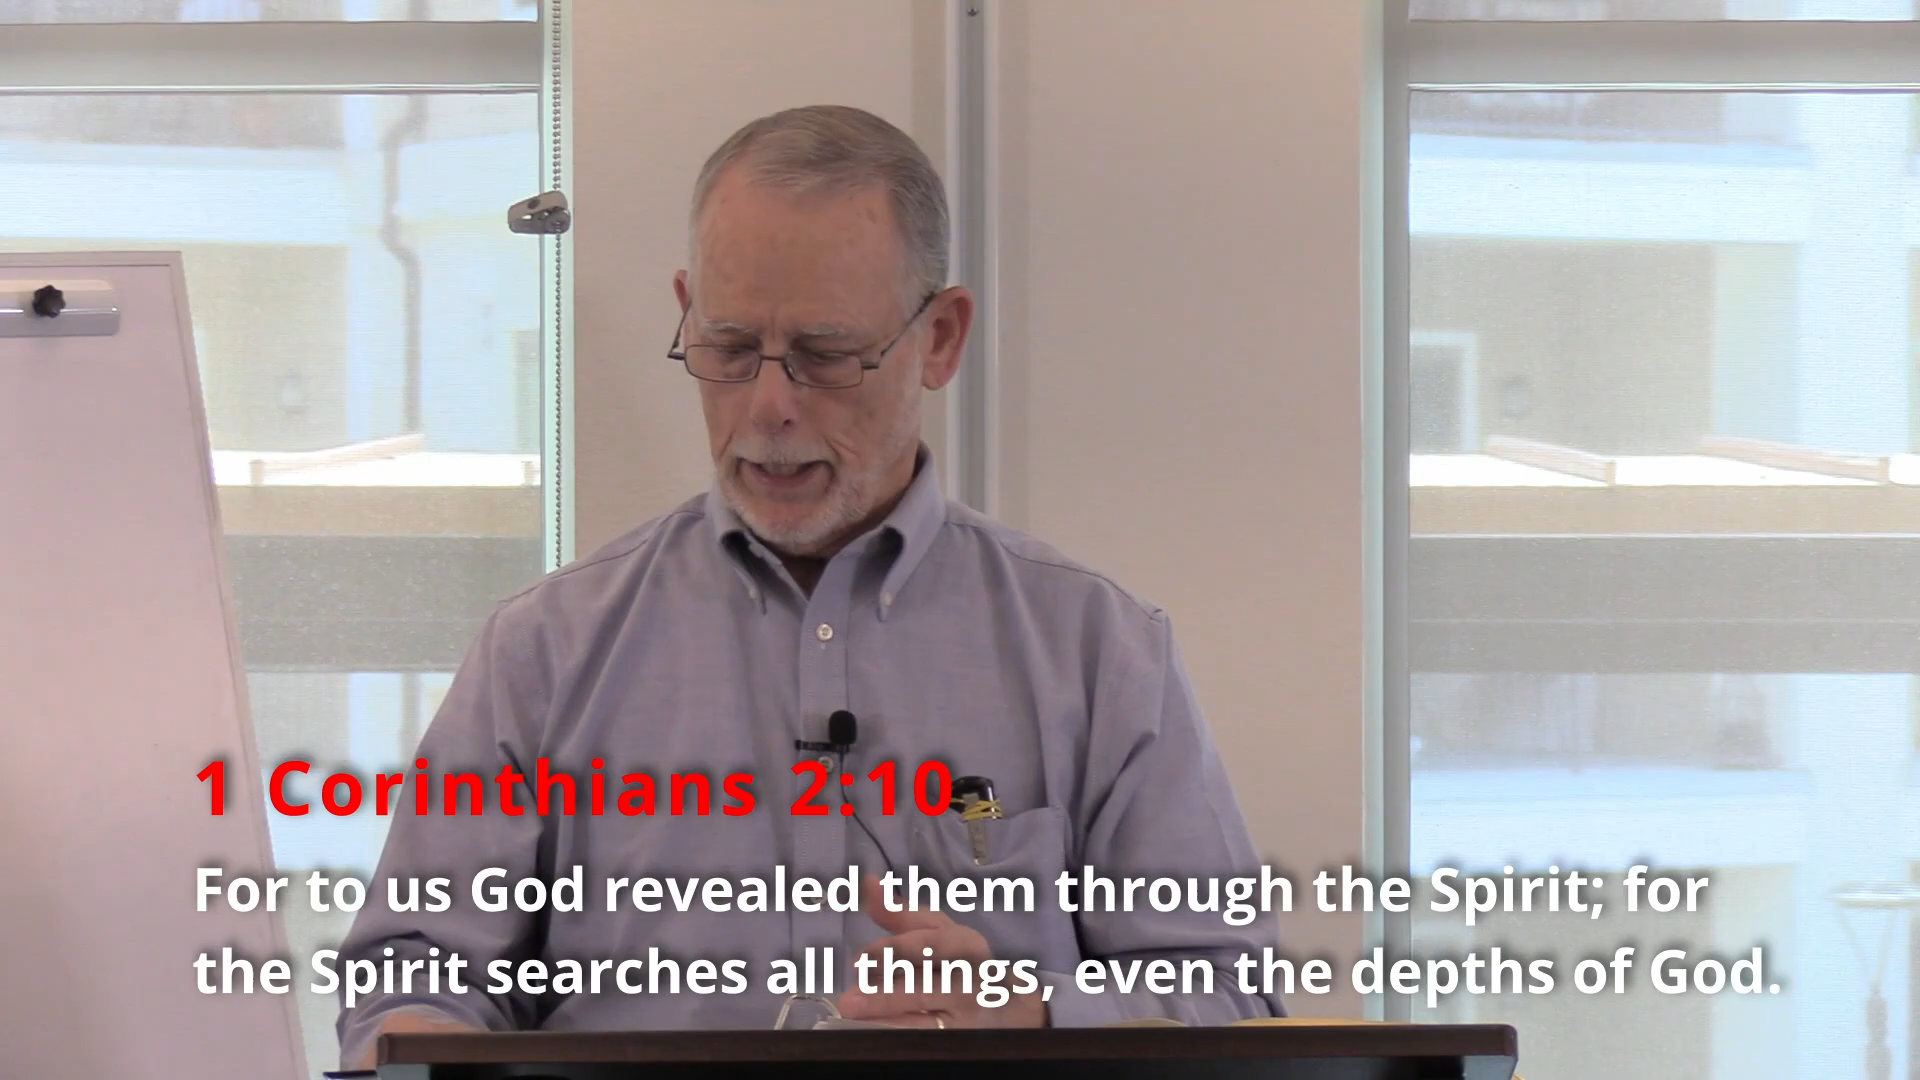 1 Corinthians 2:10
For to us God revealed them through the Spirit; for
the Spirit searches all things, even the depths of God.